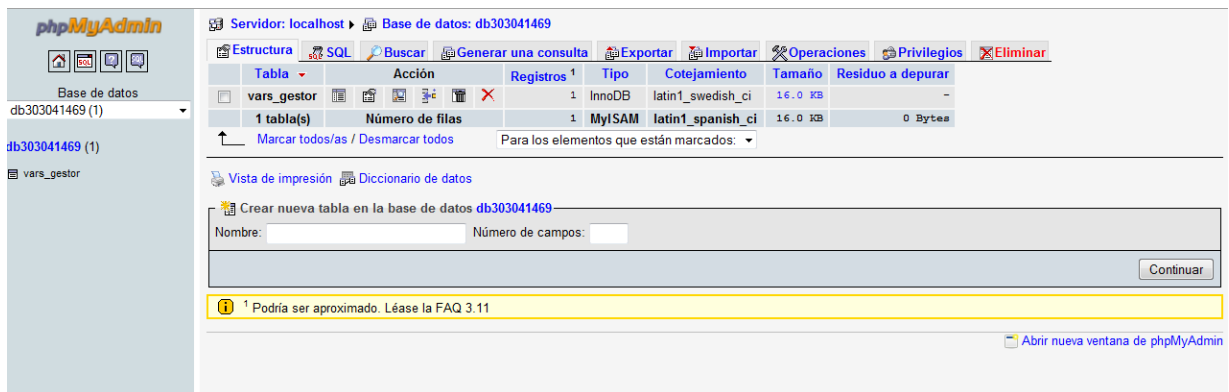 phpMyAdmin
SQL
Base de datos
db303041469 (1)
db303041469 (1)
vars_gestor
Servidor: localhost Base de datos: db303041469
Estructura SQL Buscar Generar una consulta Exportar Importar Operaciones Privilegios Eliminar
Tabla Acción Registros 1 Tipo Cotejamiento Tamaño Residuo a depurar
vars_gestor 1 InnoDB latin1_swedish_ci 16.0 KB -
1 tabla(s) Número de filas 1 MyISAM latin1_spanish_ci 16.0 KB 0 Bytes
Marcar todos/as / Desmarcar todos Para los elementos que están marcados:
Vista de impresión Diccionario de datos
Crear nueva tabla en la base de datos db303041469
Nombre: Número de campos:
Continuar
1 Podría ser aproximado. Léase la FAQ 3.11
Abrir nueva ventana de phpMyAdmin